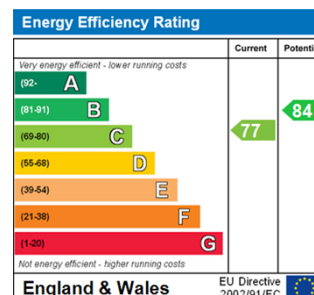 Energy Efficiency Rating
Current Potenti
Very energy efficient - lower running costs
(92- A
(81-91) B 84
(69-80) C 77
(55-68) D
(39-54) E
(21-38) F
(1-20) G
Not energy efficient - higher running costs
England & Wales EU Directive
2002/91/EC